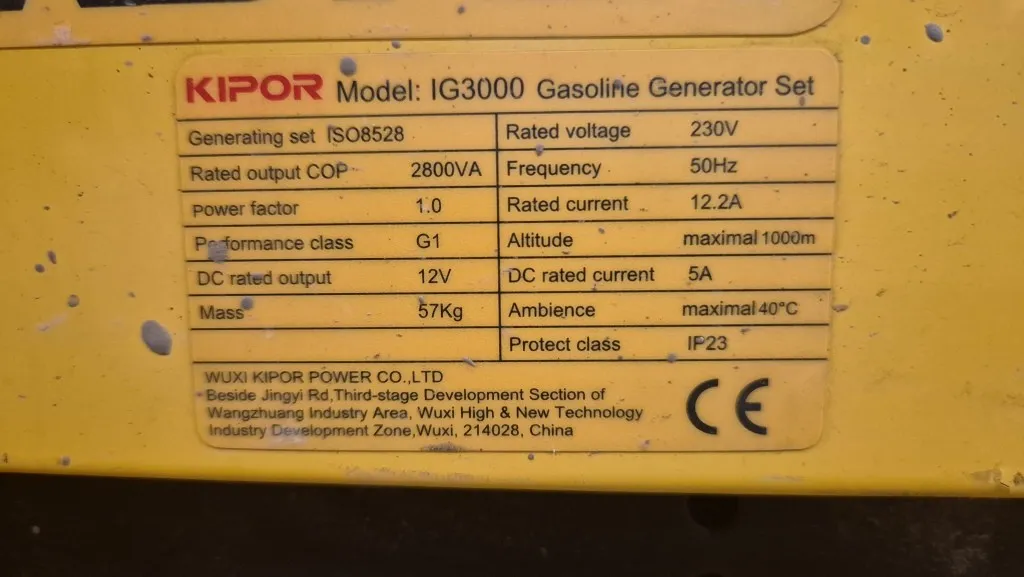 KIPOR Model: IG3000 Gasoline Generator Set
Generating set ISO8528 Rated voltage 230V
Rated output COP 2800VA Frequency 50Hz
Power factor 1.0 Rated current 12.2A
Performance class G1 Altitude maximal 1000m
DC rated output 12V DC rated current 5A
Mass 57Kg Ambience maximal 40°C
Protect class IP23
WUXI KIPOR POWER CO.,LTD
Beside Jingyi Rd,Third-stage Development Section of
Wangzhuang Industry Area, Wuxi High & New Technology
Industry Development Zone,Wuxi, 214028, China
CE